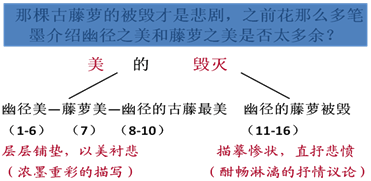 那棵古藤萝的被毁才是悲剧，之前花那么多笔
墨介绍幽径之美和藤萝之美是否太多余？
美 的 毁灭
幽径美—藤萝美—幽径的古藤最美 幽径的藤萝被毁
（1-6） （7） （8-10） （11-16）
层层铺垫，以美衬悲 描摹惨状，直抒悲愤
（浓墨重彩的描写） （酣畅淋漓的抒情议论）